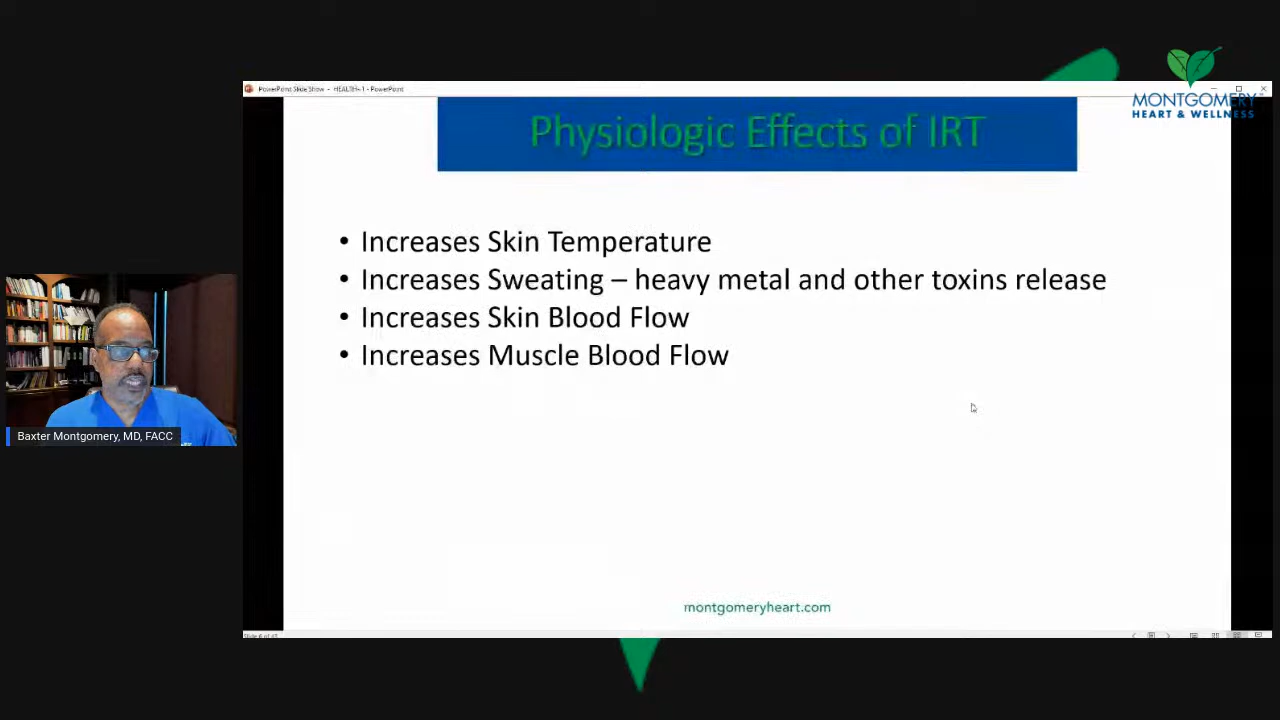 PowerPoint Slide Show - HEALTH~1 - PowerPoint
MONTGOMERY
HEART & WELLNESS
Physiologic Effects of IRT
• Increases Skin Temperature
• Increases Sweating – heavy metal and other toxins release
• Increases Skin Blood Flow
• Increases Muscle Blood Flow
Baxter Montgomery, MD, FACC
montgomeryheart.com